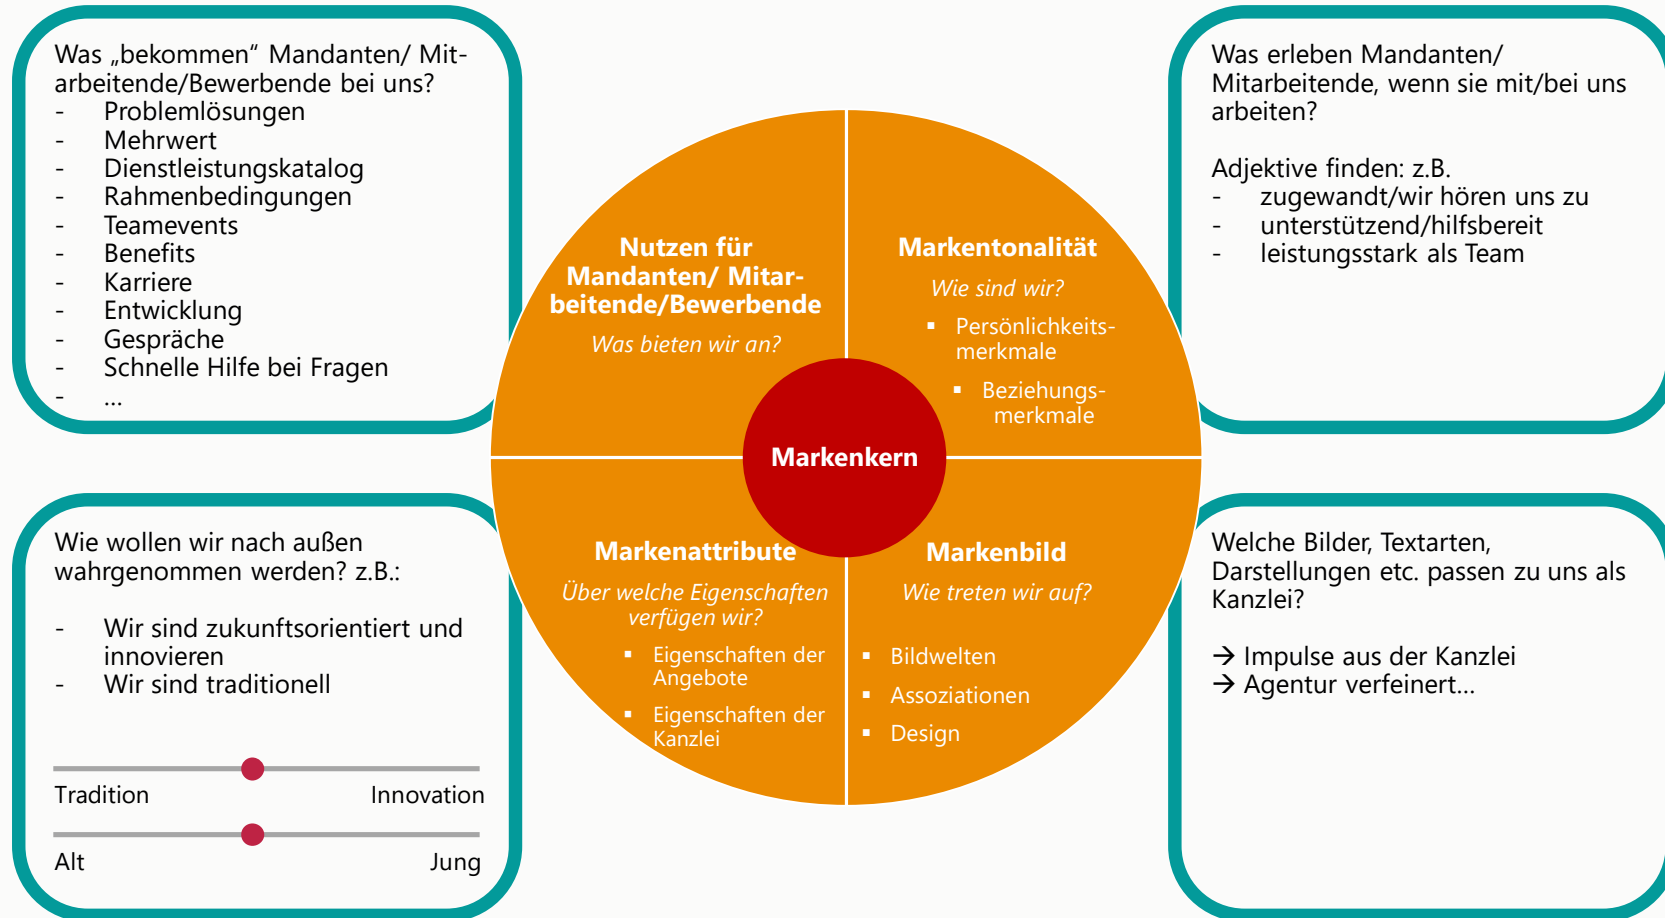 Was „bekommen“ Mandanten/ Mit-
arbeitende/Bewerbende bei uns?
- Problemlösungen
- Mehrwert
- Dienstleistungskatalog
- Rahmenbedingungen
- Teamevents
- Benefits
- Karriere
- Entwicklung
- Gespräche
- Schnelle Hilfe bei Fragen
- ...
Was erleben Mandanten/
Mitarbeitende, wenn sie mit/bei uns
arbeiten?
Adjektive finden: z.B.
- zugewandt/wir hören uns zu
- unterstützend/hilfsbereit
- leistungsstark als Team
Nutzen für
Mandanten/ Mitar-
beitende/Bewerbende
Was bieten wir an?
Markentonalität
Wie sind wir?
▪ Persönlichkeits-
merkmale
▪ Beziehungs-
merkmale
Markenkern
Markenattribute
Über welche Eigenschaften
verfügen wir?
▪ Eigenschaften der
Angebote
▪ Eigenschaften der
Kanzlei
Markenbild
Wie treten wir auf?
▪ Bildwelten
▪ Assoziationen
▪ Design
Wie wollen wir nach außen
wahrgenommen werden? z.B.:
- Wir sind zukunftsorientiert und
innovieren
- Wir sind traditionell
Tradition Innovation
Alt Jung
Welche Bilder, Textarten,
Darstellungen etc. passen zu uns als
Kanzlei?
→ Impulse aus der Kanzlei
→ Agentur verfeinert...